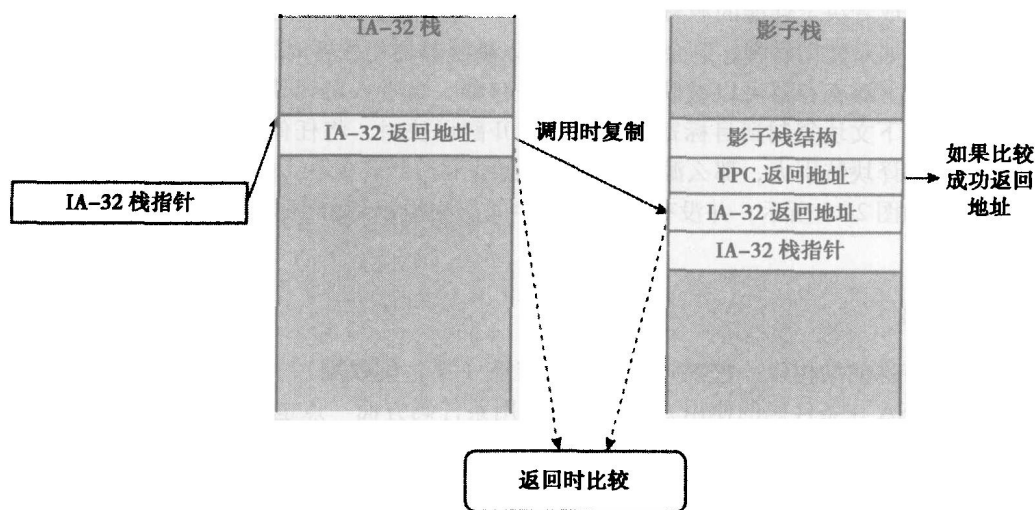 IA-32 栈
影子栈
IA-32 返回地址
调用时复制
影子栈结构
PPC 返回地址
如果比较
成功返回
地址
IA-32 栈指针
IA-32 返回地址
IA-32 栈指针
返回时比较